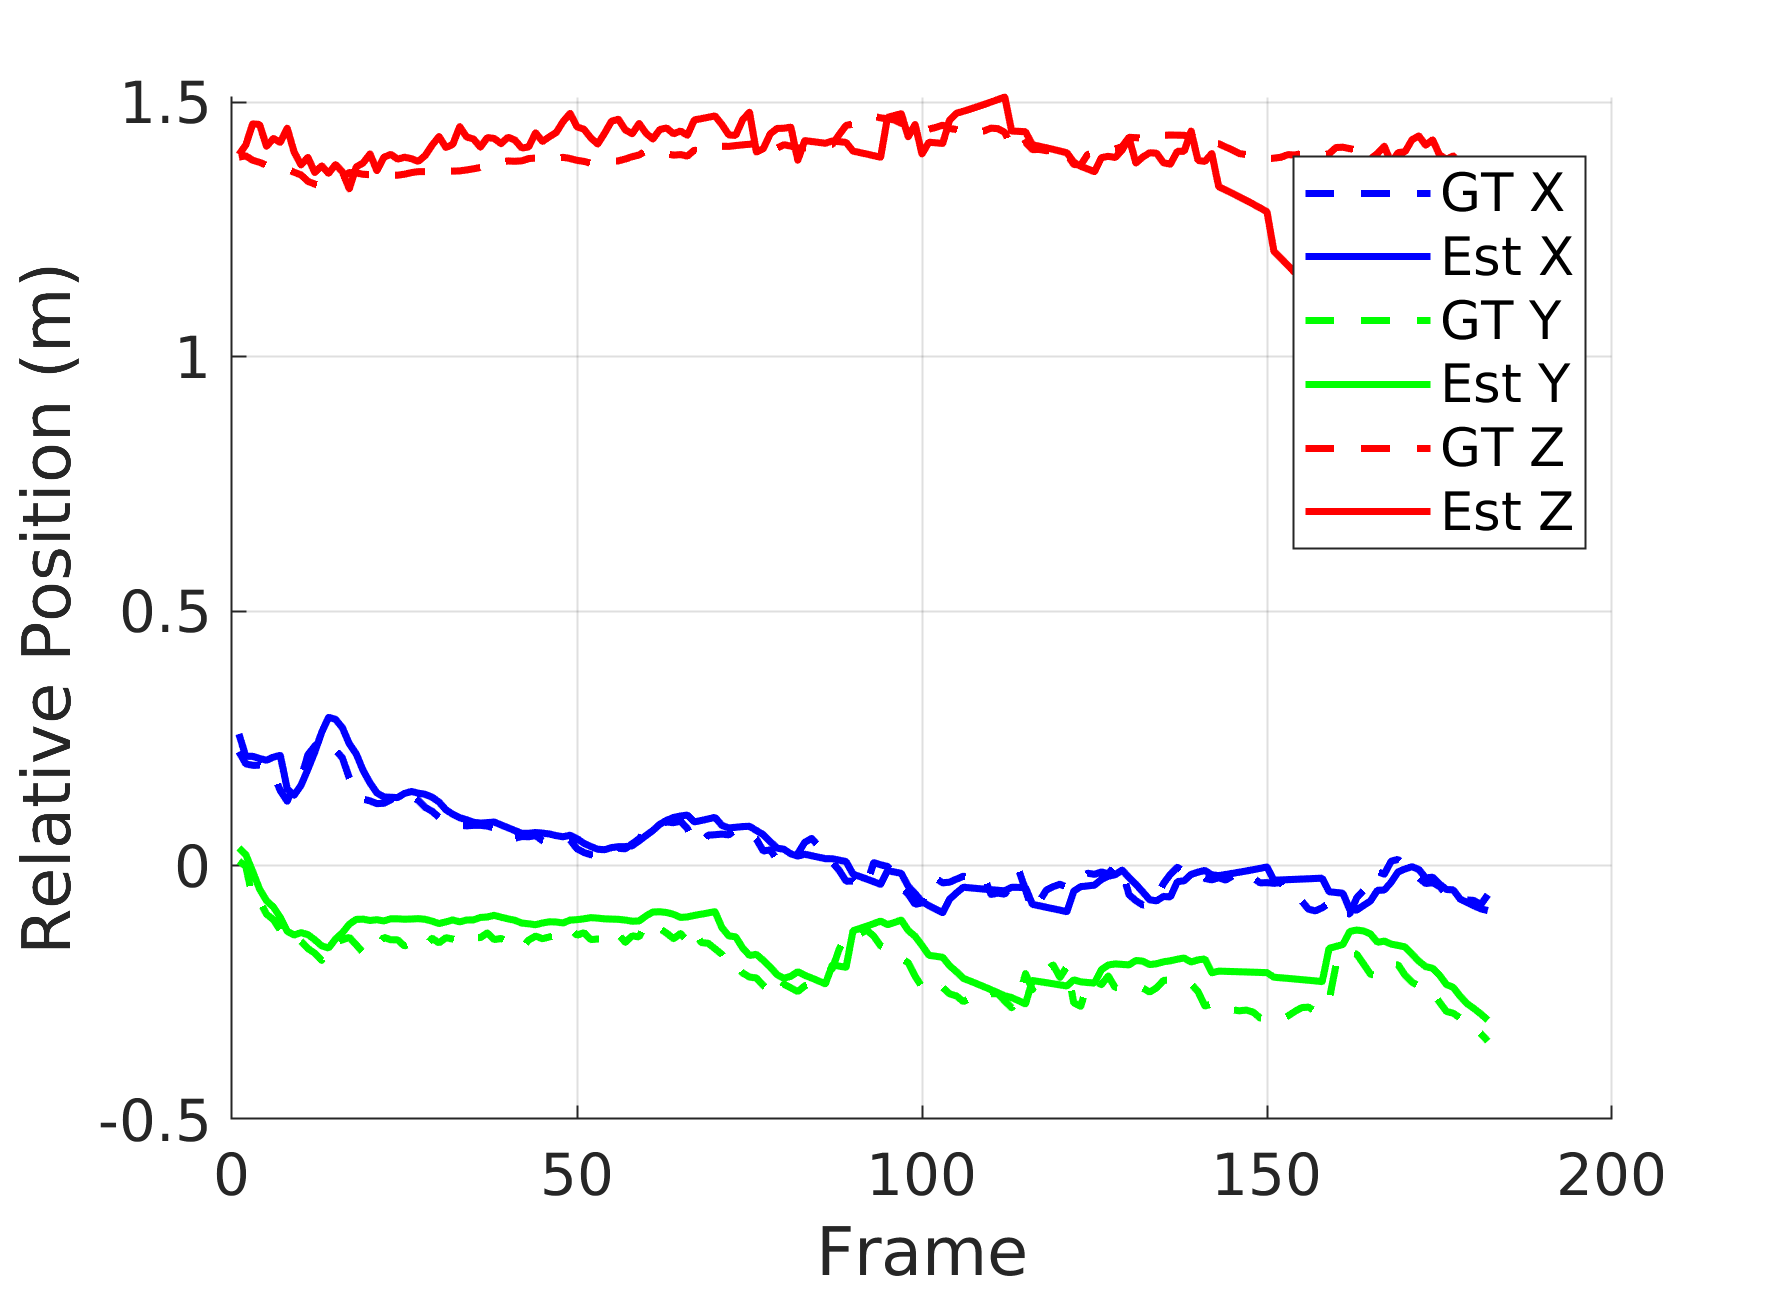 1.5
1
0.5
0
-0.5
0
50
100
150
200
Frame
Relative Position (m)
GT X
Est X
GT Y
Est Y
GT Z
Est Z